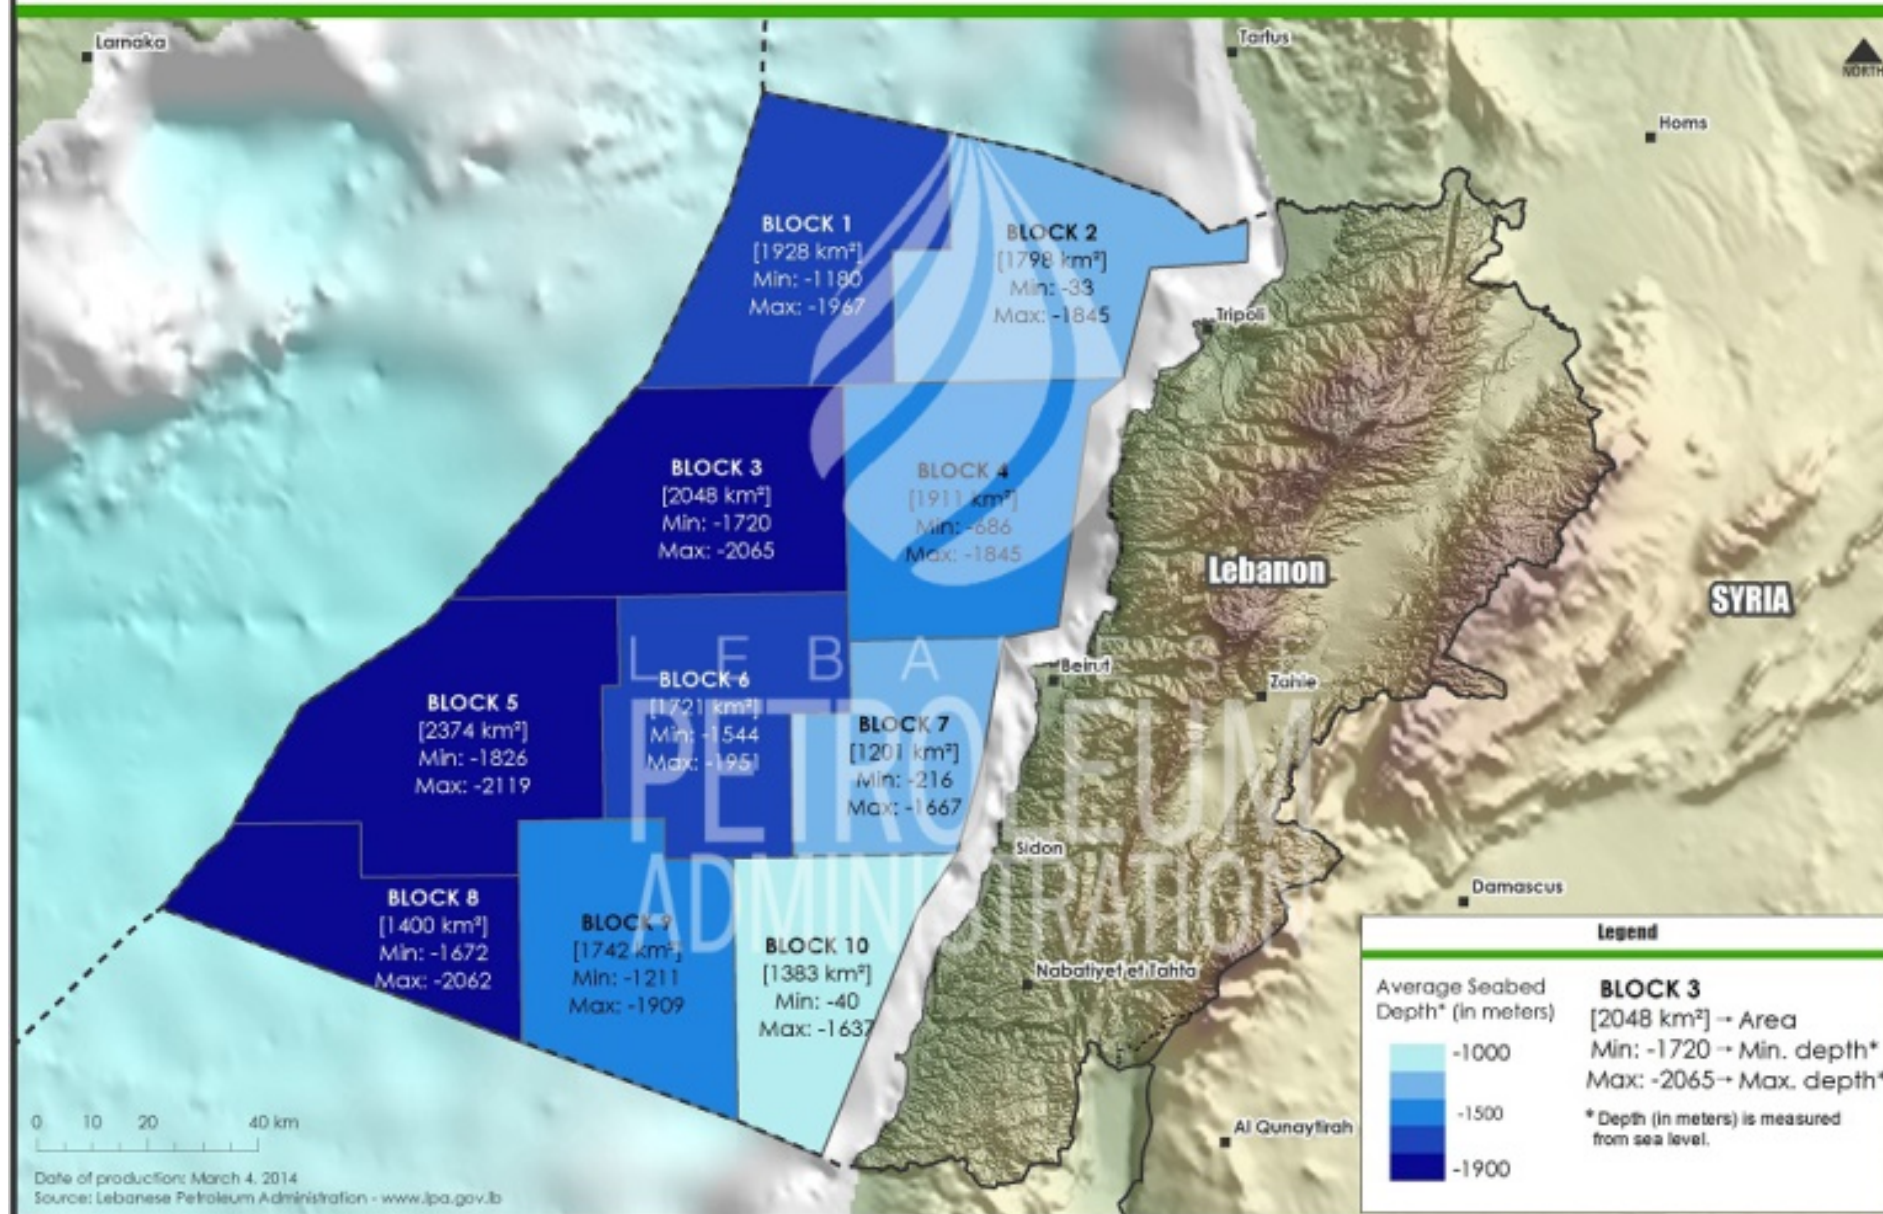 Larnaka
Tartus
NORTH
Homs
BLOCK 1
[1928 km²]
Min: -1180
Max: -1967
BLOCK 2
[1798 km²]
Min: -33
Max: -1845
Tripoli
BLOCK 3
[2048 km²]
Min: -1720
Max: -2065
BLOCK 4
[1911 km²]
Min: -686
Max: -1845
Lebanon
SYRIA
LEBANESE
PETROLEUM
ADMINISTRATION
Beirut
Zahle
BLOCK 5
[2374 km²]
Min: -1826
Max: -2119
BLOCK 6
[1721 km²]
Min: -1544
Max: -1951
BLOCK 7
[1201 km²]
Min: -216
Max: -1667
Sidon
Damascus
BLOCK 8
[1400 km²]
Min: -1672
Max: -2062
BLOCK 9
[1742 km²]
Min: -1211
Max: -1909
BLOCK 10
[1383 km²]
Min: -40
Max: -1637
Nabatiyet et Tahta
Al Qunaytirah
0 10 20 40 km
Date of production: March 4, 2014
Source: Lebanese Petroleum Administration - www.lpa.gov.lb
Legend
Average Seabed
Depth* (in meters)
-1000
-1500
-1900
BLOCK 3
[2048 km²] → Area
Min: -1720 → Min. depth*
Max: -2065 → Max. depth*
* Depth (in meters) is measured
from sea level.